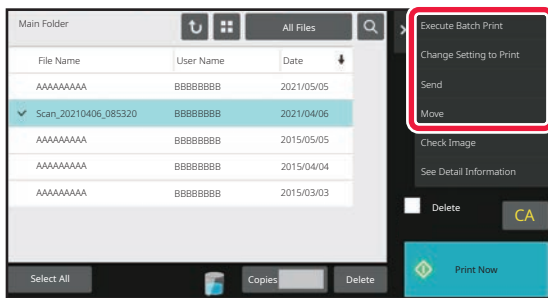 Main Folder
All Files
Execute Batch Print
Change Setting to Print
Send
Move
Check Image
See Detail Information
File Name User Name Date
AAAAAAAAA BBBBBBBB 2021/05/05
Scan_20210406_085320 BBBBBBBB 2021/04/06
AAAAAAAAA BBBBBBBB 2015/05/05
AAAAAAAAA BBBBBBBB 2015/04/04
AAAAAAAAA BBBBBBBB 2015/03/03
Delete
CA
Select All
Copies
Delete
Print Now